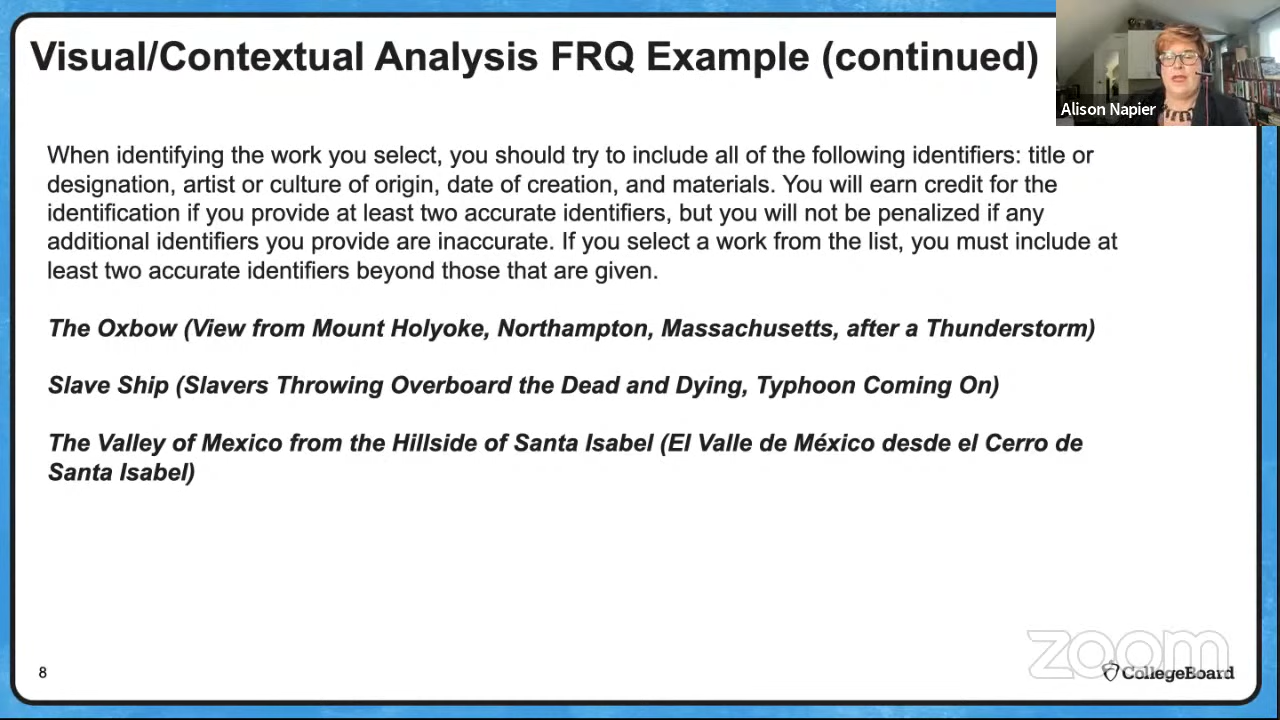 Visual/Contextual Analysis FRQ Example (continued)
Alison Napier
When identifying the work you select, you should try to include all of the following identifiers: title or
designation, artist or culture of origin, date of creation, and materials. You will earn credit for the
identification if you provide at least two accurate identifiers, but you will not be penalized if any
additional identifiers you provide are inaccurate. If you select a work from the list, you must include at
least two accurate identifiers beyond those that are given.
The Oxbow (View from Mount Holyoke, Northampton, Massachusetts, after a Thunderstorm)
Slave Ship (Slavers Throwing Overboard the Dead and Dying, Typhoon Coming On)
The Valley of Mexico from the Hillside of Santa Isabel (El Valle de México desde el Cerro de
Santa Isabel)
zoom
8
CollegeBoard